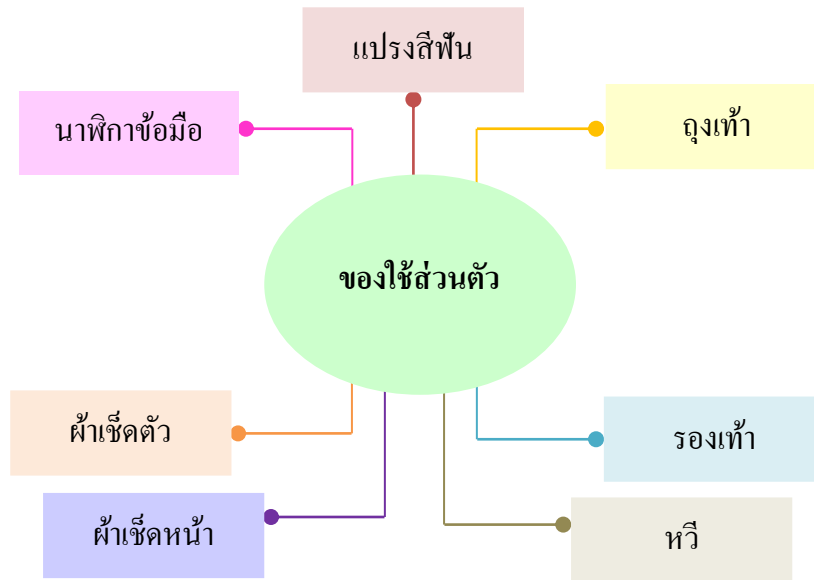 แปรงสีฟัน
นาฬิกาข้อมือ
ถุงเท้า
ของใช้ส่วนตัว
ผ้าเช็ดตัว
รองเท้า
ผ้าเช็ดหน้า
หวี